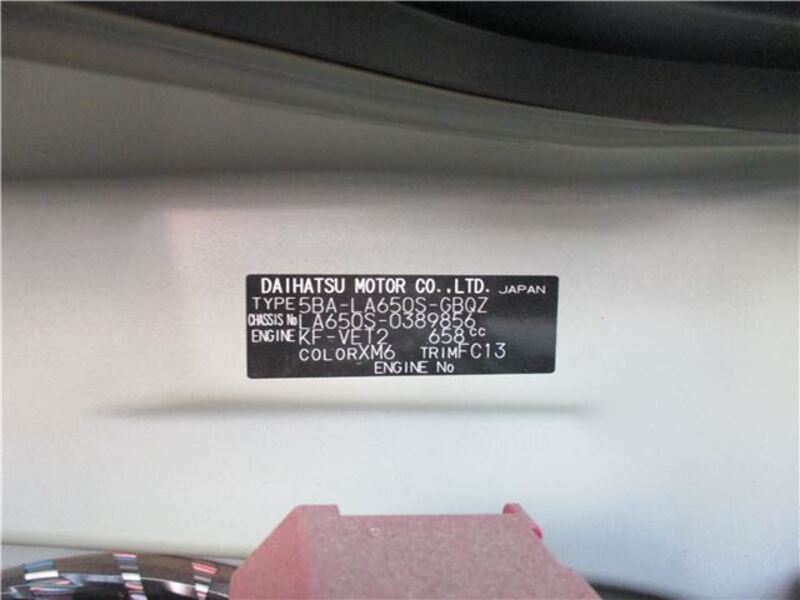 DAIHATSU MOTOR CO.,LTD. JAPAN
TYPE 5BA-LA650S-GBQZ
CHASSIS No LA650S-0389856
ENGINE KF-VET2 658cc
COLOR XM6 TRIM FC13
ENGINE No